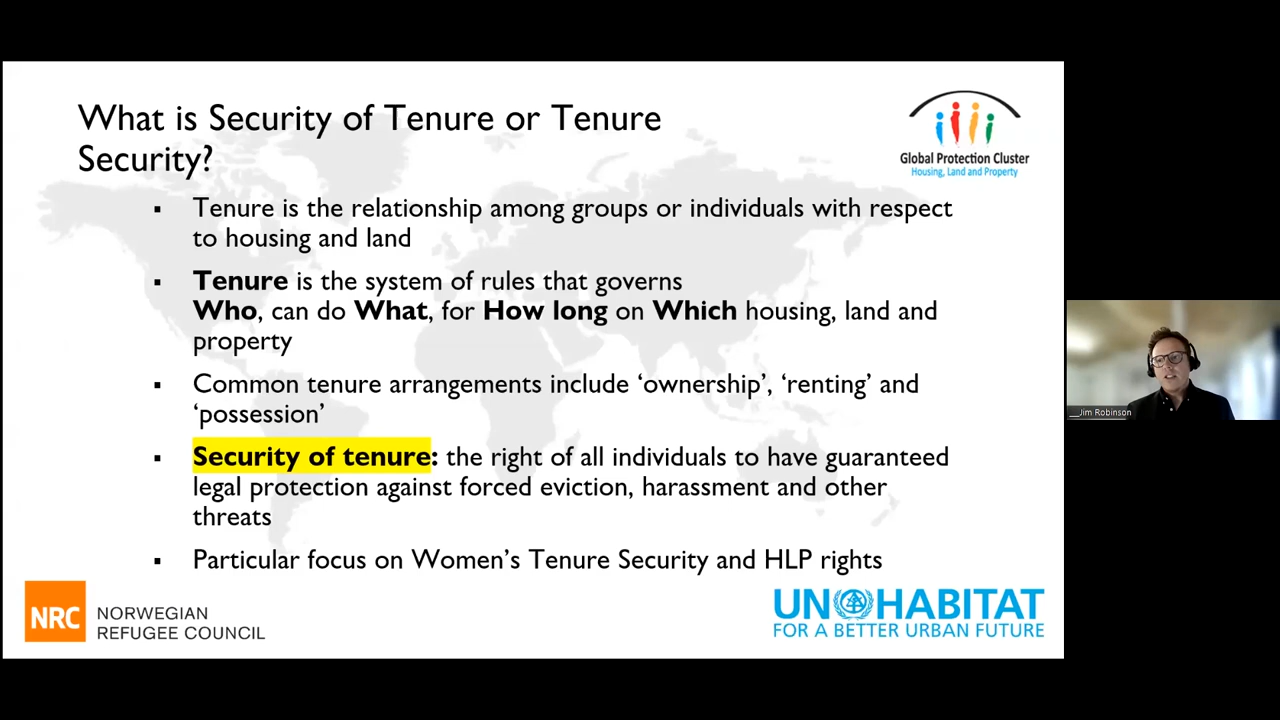 What is Security of Tenure or Tenure
Security?
Global Protection Cluster
Housing, Land and Property
▪ Tenure is the relationship among groups or individuals with respect
to housing and land
▪ Tenure is the system of rules that governs
Who, can do What, for How long on Which housing, land and
property
▪ Common tenure arrangements include ‘ownership’, ‘renting’ and
‘possession’
▪ Security of tenure: the right of all individuals to have guaranteed
legal protection against forced eviction, harassment and other
threats
▪ Particular focus on Women’s Tenure Security and HLP rights
NRC
NORWEGIAN
REFUGEE COUNCIL
UN HABITAT
FOR A BETTER URBAN FUTURE
__Jim Robinson